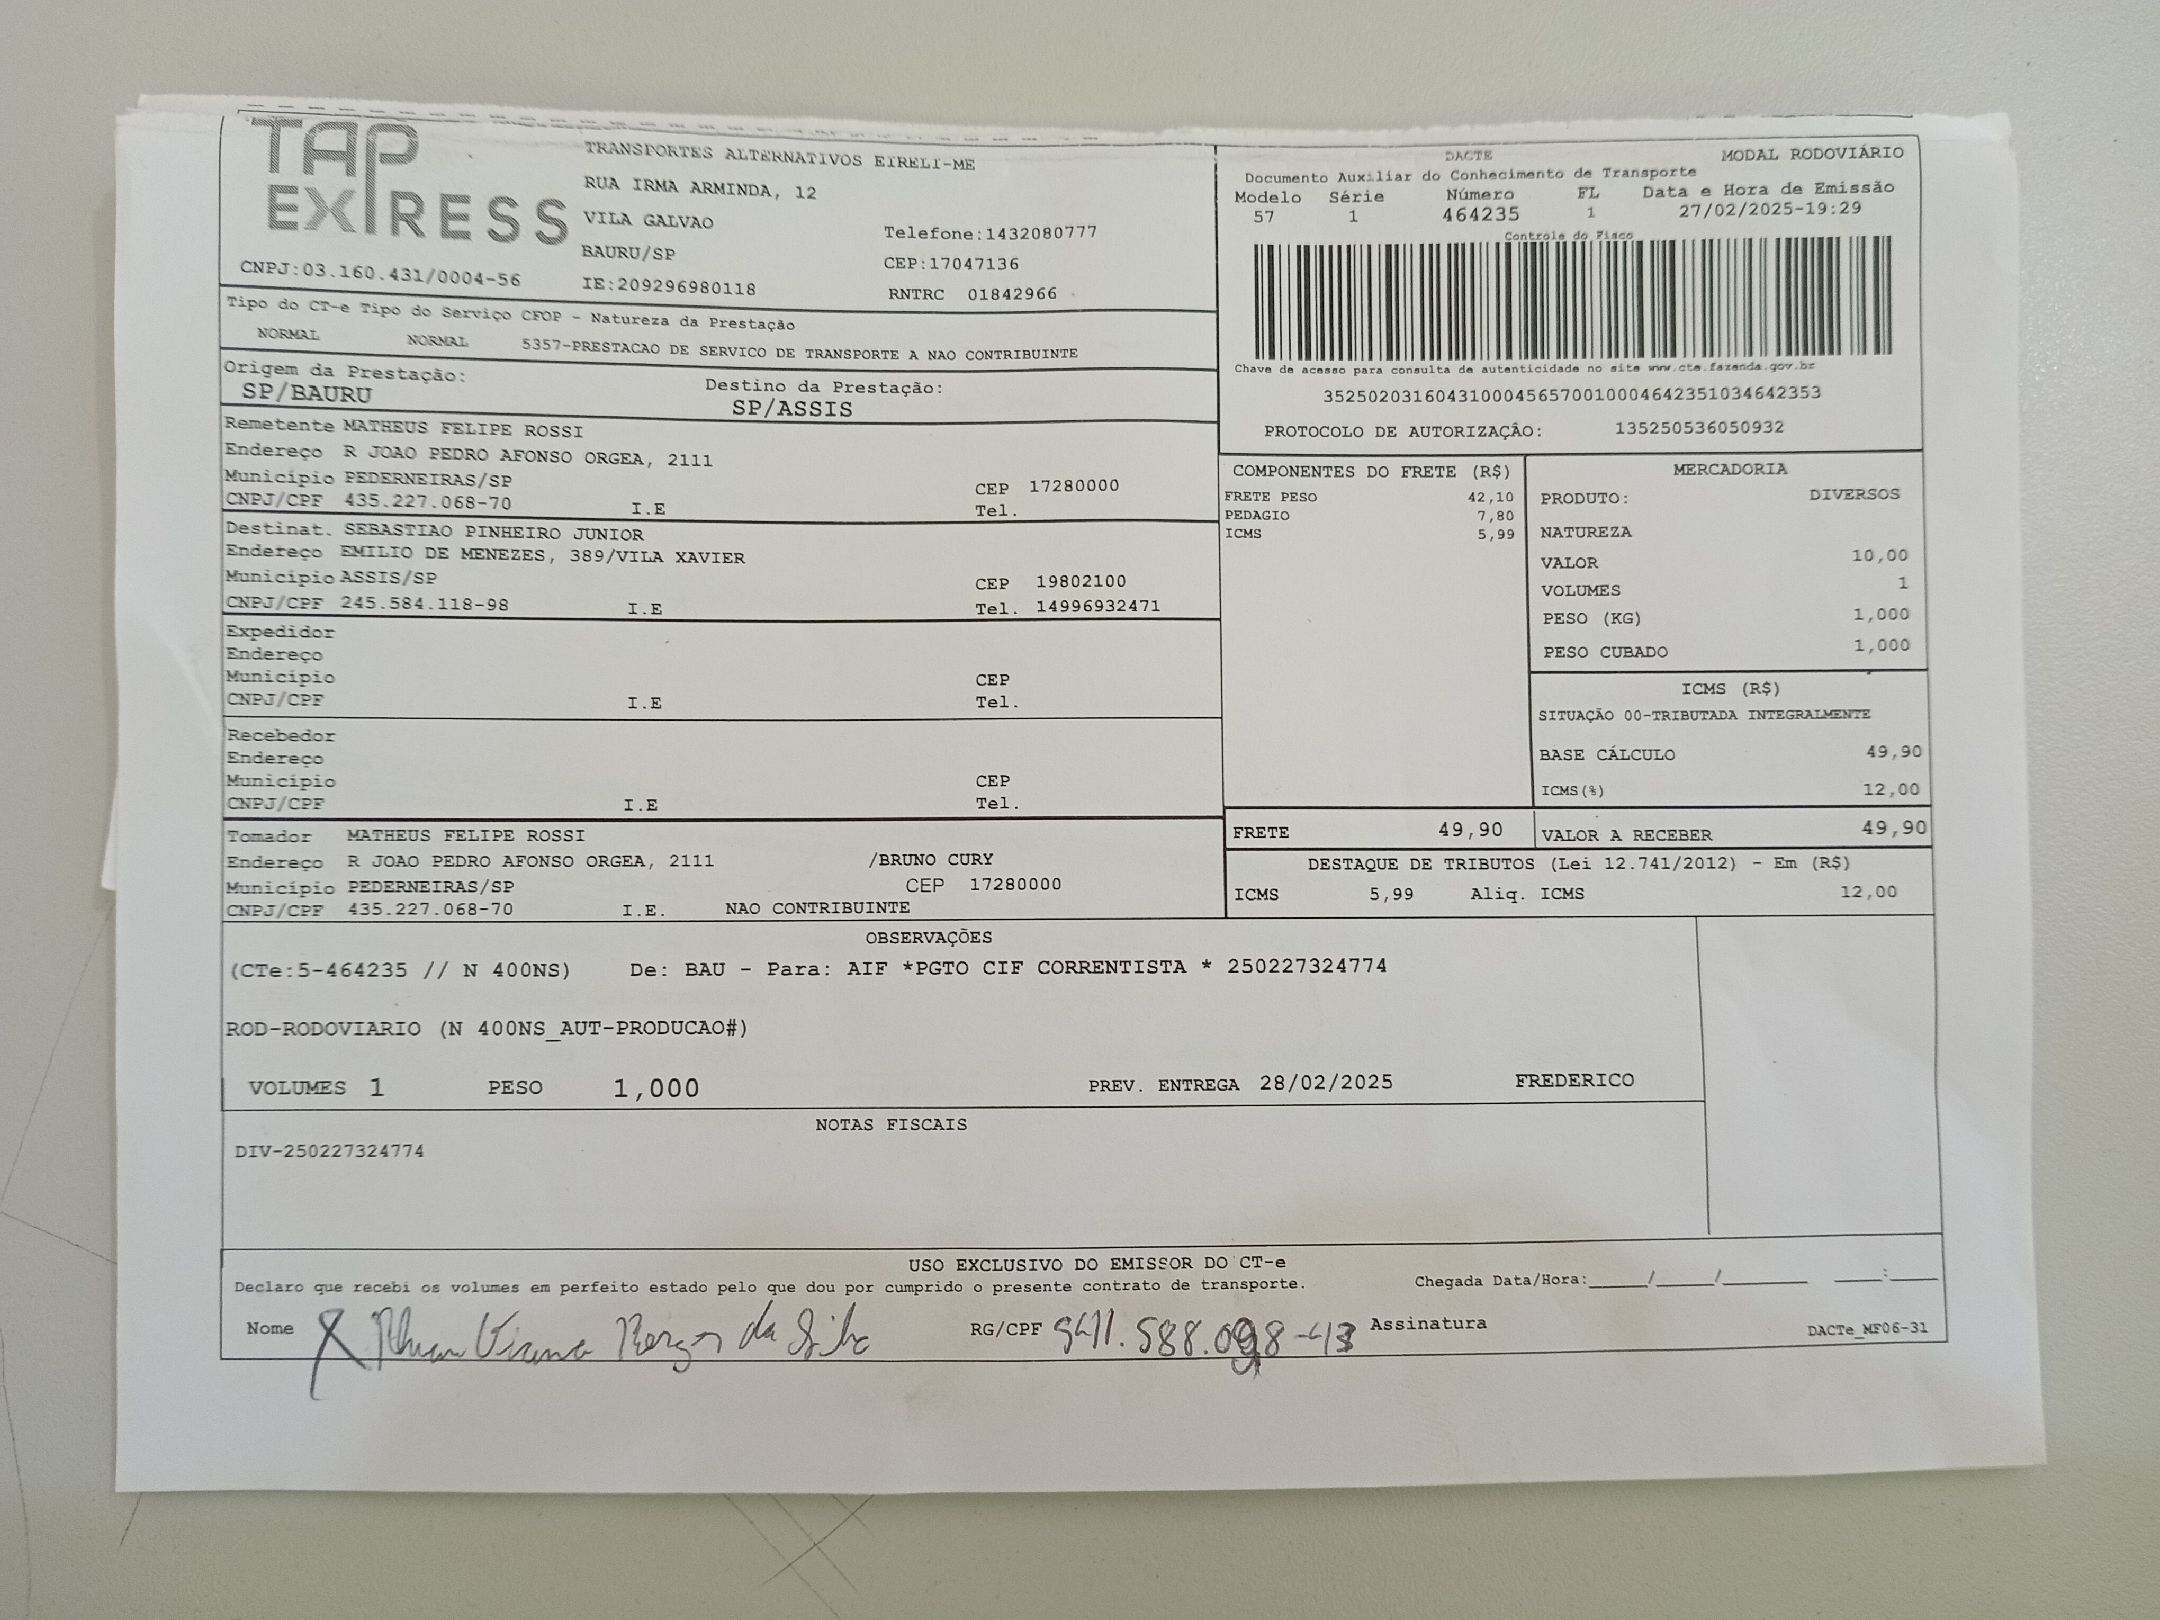 TAP
EXPRESS
CNPJ:03.160.431/0004-56
TRANSPORTES ALTERNATIVOS EIRELI-ME
RUA IRMA ARMINDA, 12
VILA GALVAO
BAURU/SP
IE:209296980118
Telefone:1432080777
CEP:17047136
RNTRC 01842966
DACTE MODAL RODOVIÁRIO
Documento Auxiliar do Conhecimento de Transporte
Modelo Série Número FL Data e Hora de Emissão
57 1 464235 1 27/02/2025-19:29
Controle do Fisco
Chave de acesso para consulta de autenticidade no site www.cte.fazenda.gov.br
35250203160431000456570010004642351034642353
PROTOCOLO DE AUTORIZAÇÃO: 135250536050932
Tipo do CT-e Tipo do Serviço CFOP - Natureza da Prestação
NORMAL NORMAL 5357-PRESTACAO DE SERVICO DE TRANSPORTE A NAO CONTRIBUINTE
Origem da Prestação: Destino da Prestação:
SP/BAURU SP/ASSIS
Remetente MATHEUS FELIPE ROSSI
Endereço R JOAO PEDRO AFONSO ORGEA, 2111
Município PEDERNEIRAS/SP CEP 17280000
CNPJ/CPF 435.227.068-70 I.E Tel.
Destinat. SEBASTIAO PINHEIRO JUNIOR
Endereço EMILIO DE MENEZES, 389/VILA XAVIER
Município ASSIS/SP CEP 19802100
CNPJ/CPF 245.584.118-98 I.E Tel. 14996932471
Expedidor
Endereço
Município CEP
CNPJ/CPF I.E Tel.
Recebedor
Endereço
Município CEP
CNPJ/CPF I.E Tel.
Tomador MATHEUS FELIPE ROSSI
Endereço R JOAO PEDRO AFONSO ORGEA, 2111 /BRUNO CURY
Município PEDERNEIRAS/SP CEP 17280000
CNPJ/CPF 435.227.068-70 I.E. NAO CONTRIBUINTE
COMPONENTES DO FRETE (R$)
FRETE PESO 42,10
PEDAGIO 7,80
ICMS 5,99
MERCADORIA
PRODUTO: DIVERSOS
NATUREZA
VALOR 10,00
VOLUMES 1
PESO (KG) 1,000
PESO CUBADO 1,000
ICMS (R$)
SITUAÇÃO 00-TRIBUTADA INTEGRALMENTE
BASE CÁLCULO 49,90
ICMS(%) 12,00
FRETE 49,90 VALOR A RECEBER 49,90
DESTAQUE DE TRIBUTOS (Lei 12.741/2012) - Em (R$)
ICMS 5,99 Aliq. ICMS 12,00
OBSERVAÇÕES
(CTe:5-464235 // N 400NS) De: BAU - Para: AIF *PGTO CIF CORRENTISTA * 250227324774
ROD-RODOVIARIO (N 400NS_AUT-PRODUCAO#)
VOLUMES 1 PESO 1,000 PREV. ENTREGA 28/02/2025 FREDERICO
NOTAS FISCAIS
DIV-250227324774
USO EXCLUSIVO DO EMISSOR DO CT-e
Declaro que recebi os volumes em perfeito estado pelo que dou por cumprido o presente contrato de transporte. Chegada Data/Hora:_____/_____/_______ ____:____
Nome X Viana Borges da Silva RG/CPF Assinatura DACTe_MF06-31